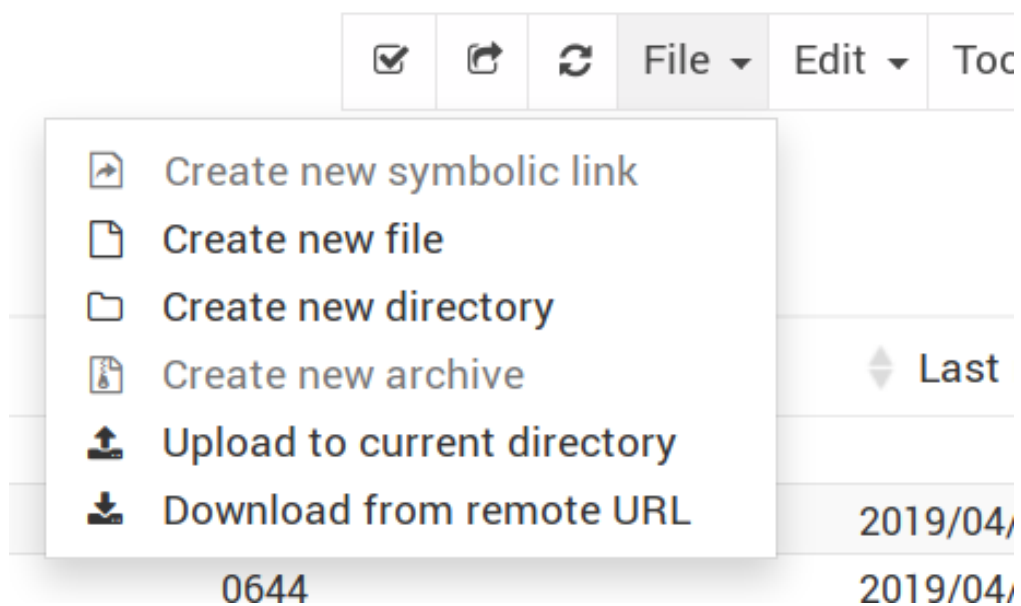 File Edit
Create new symbolic link
Create new file
Create new directory
Create new archive
Last
Upload to current directory
Download from remote URL
2019/04/
0644 2019/04/